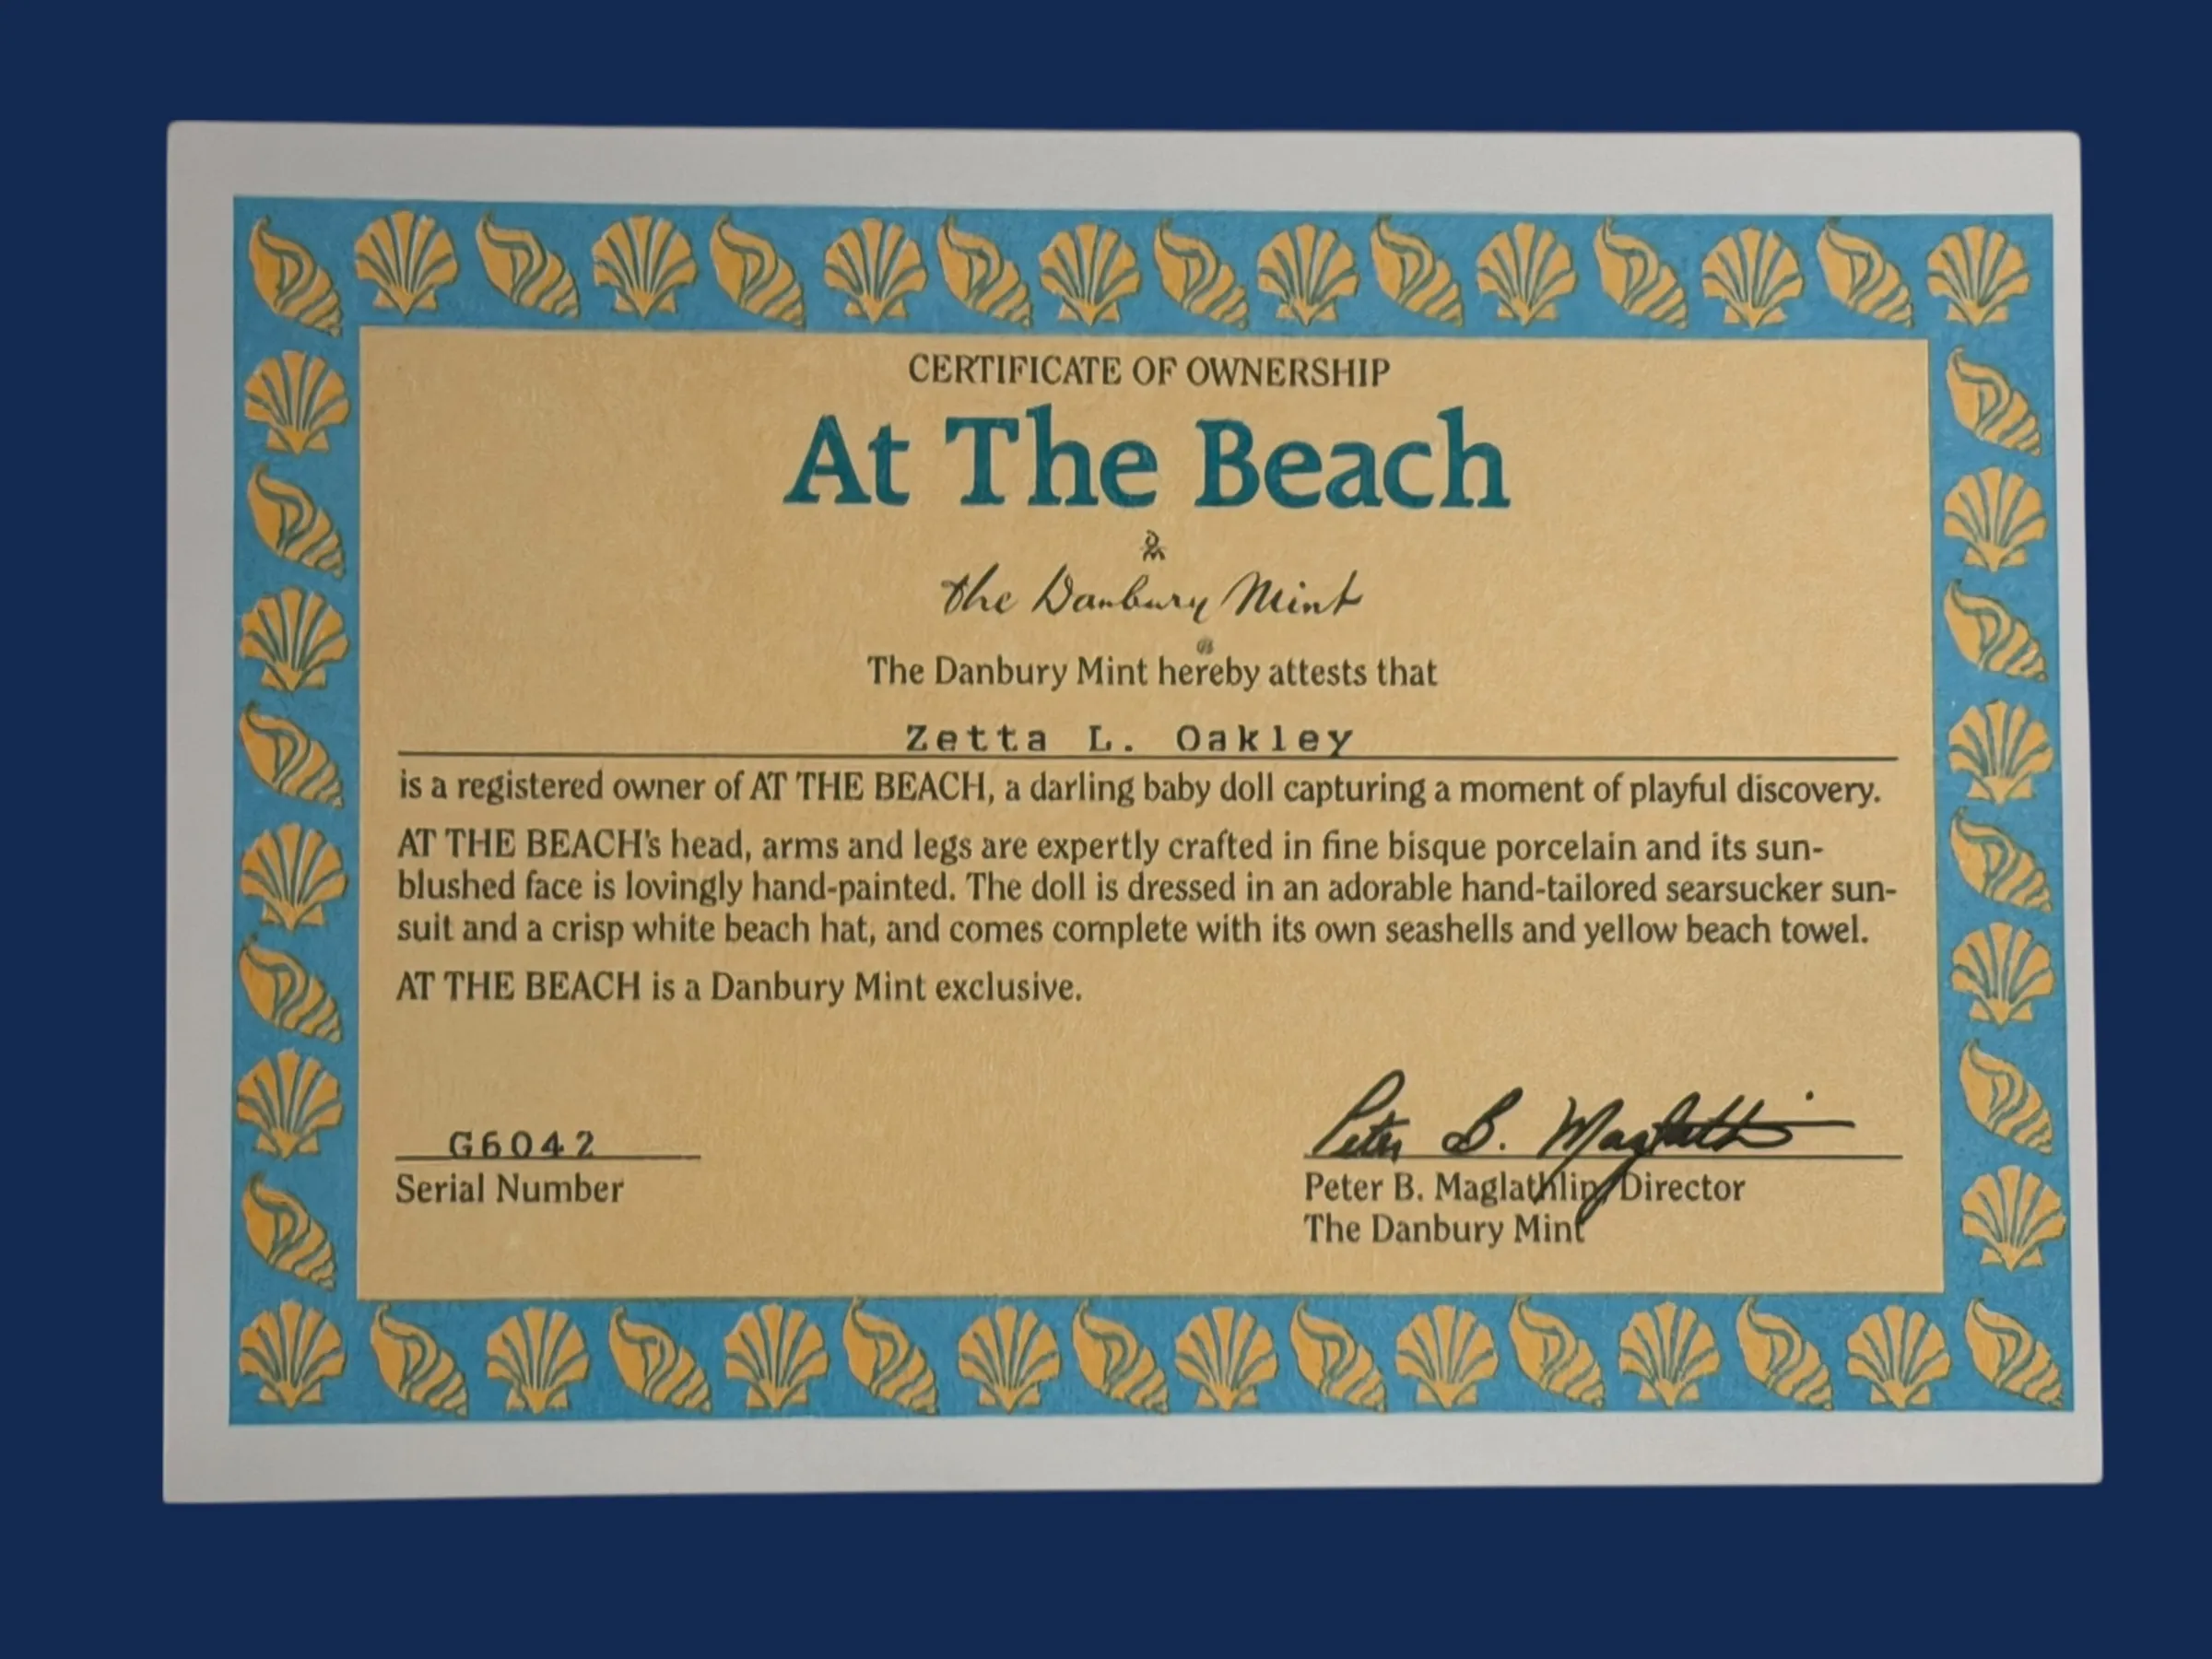 CERTIFICATE OF OWNERSHIP
At The Beach
The Danbury Mint
The Danbury Mint hereby attests that
Zetta L. Oakley
is a registered owner of AT THE BEACH, a darling baby doll capturing a moment of playful discovery.
AT THE BEACH's head, arms and legs are expertly crafted in fine bisque porcelain and its sun-
blushed face is lovingly hand-painted. The doll is dressed in an adorable hand-tailored searsucker sun-
suit and a crisp white beach hat, and comes complete with its own seashells and yellow beach towel.
AT THE BEACH is a Danbury Mint exclusive.
G6042
Serial Number
Peter B. Maglathlin
Peter B. Maglathlin, Director
The Danbury Mint